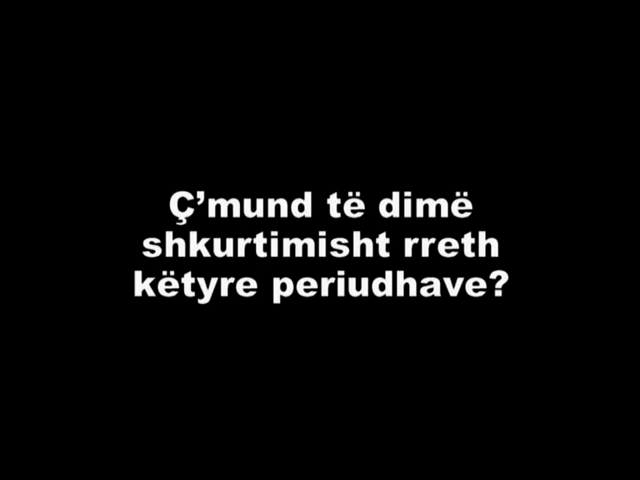 Ç’mund të dimë
shkurtimisht rreth
këtyre periudhave?